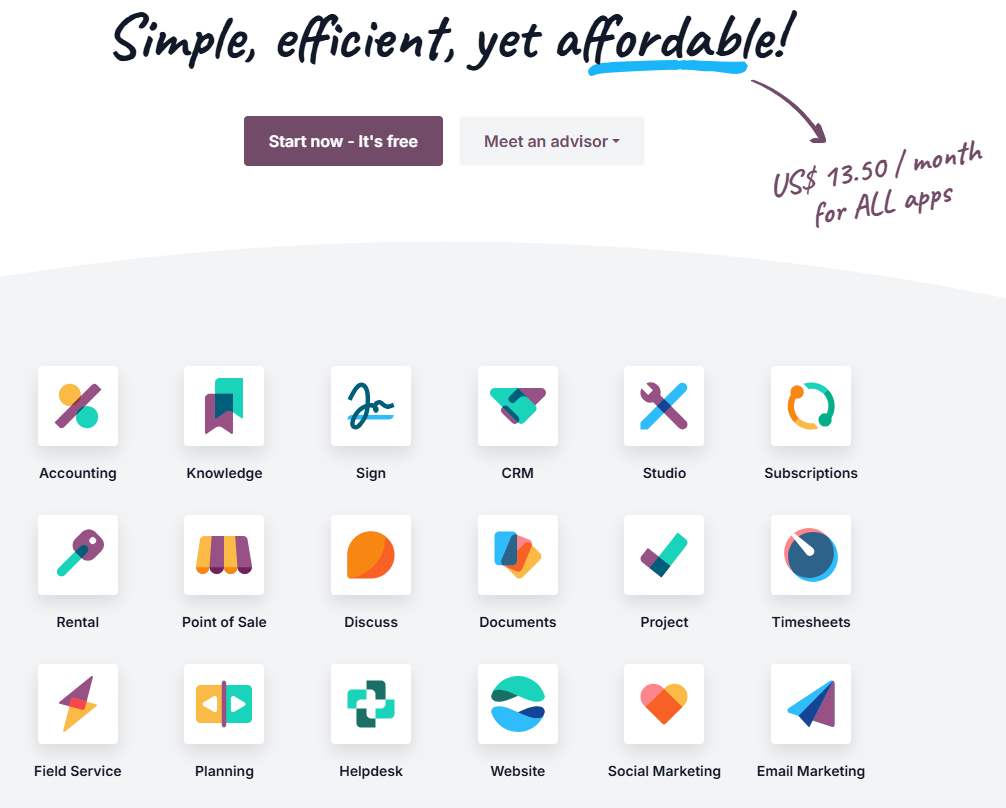 Simple, efficient, yet affordable!
Start now - It's free
Meet an advisor
US$ 13.50 / month
for ALL apps
Accounting
Knowledge
Sign
CRM
Studio
Subscriptions
Rental
Point of Sale
Discuss
Documents
Project
Timesheets
Field Service
Planning
Helpdesk
Website
Social Marketing
Email Marketing